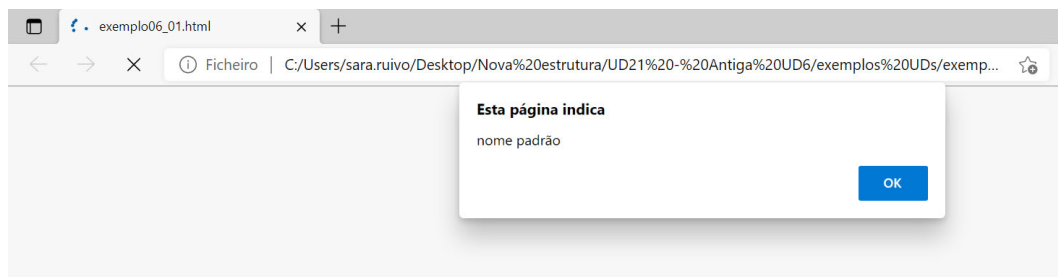 exemplo06_01.html
Ficheiro | C:/Users/sara.ruivo/Desktop/Nova%20estrutura/UD21%20-%20Antiga%20UD6/exemplos%20UDs/exemp...
Esta página indica
nome padrão
OK